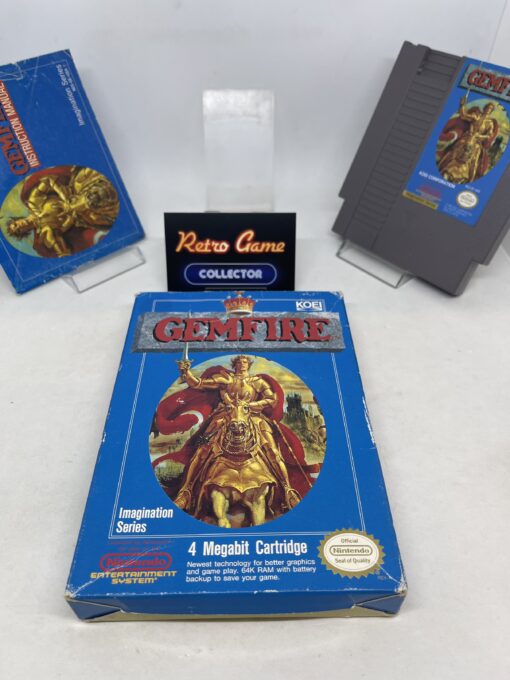 Imagination Series
INSTRUCTION MANUAL
GEMFIRE
KOEI CORPORATION
Retro Game
COLLECTOR
KOEI
GEMFIRE
Imagination
Series
4 Megabit Cartridge
Newest technology for better graphics
and game play. 64K RAM with battery
backup to save your game.
Nintendo
ENTERTAINMENT
SYSTEM
Official
Nintendo
Seal of Quality